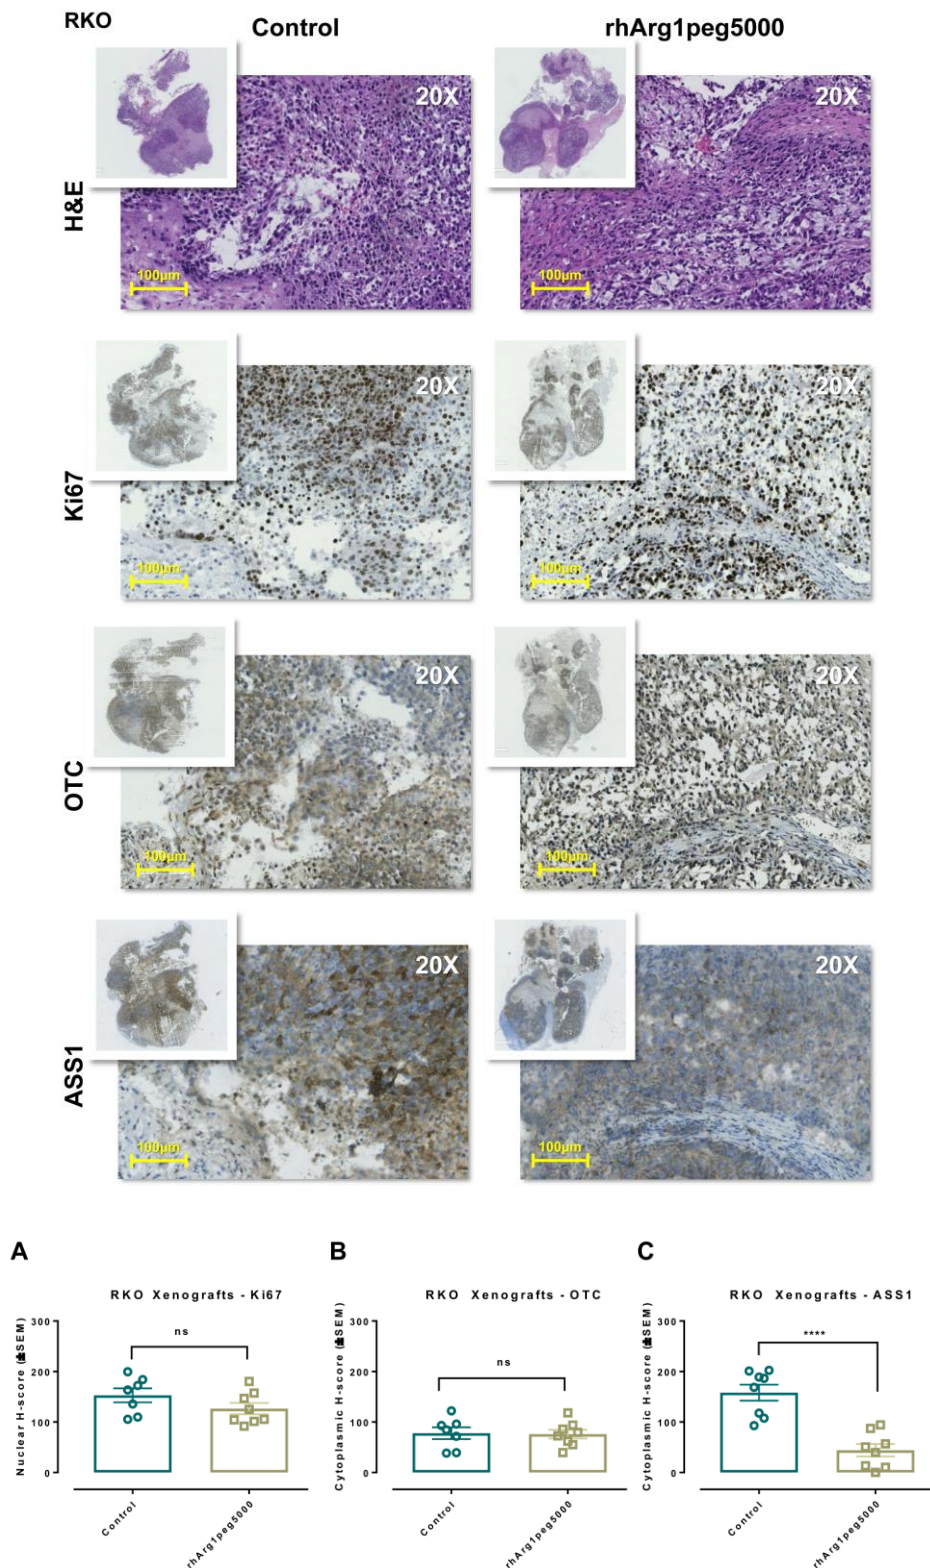 RKO
Control
rhArg1peg5000
H&E
20X
100µm
20X
100µm
Ki67
20X
100µm
20X
100µm
OTC
20X
100µm
20X
100µm
ASS1
20X
100µm
20X
100µm
A
RKO Xenografts - Ki67
Nuclear H-score (±SEM)
300
200
100
0
ns
Control
rhArg1peg5000
B
RKO Xenografts - OTC
Cytoplasmic H-score (±SEM)
300
200
100
0
ns
Control
rhArg1peg5000
C
RKO Xenografts - ASS1
Cytoplasmic H-score (±SEM)
300
200
100
0
****
Control
rhArg1peg5000